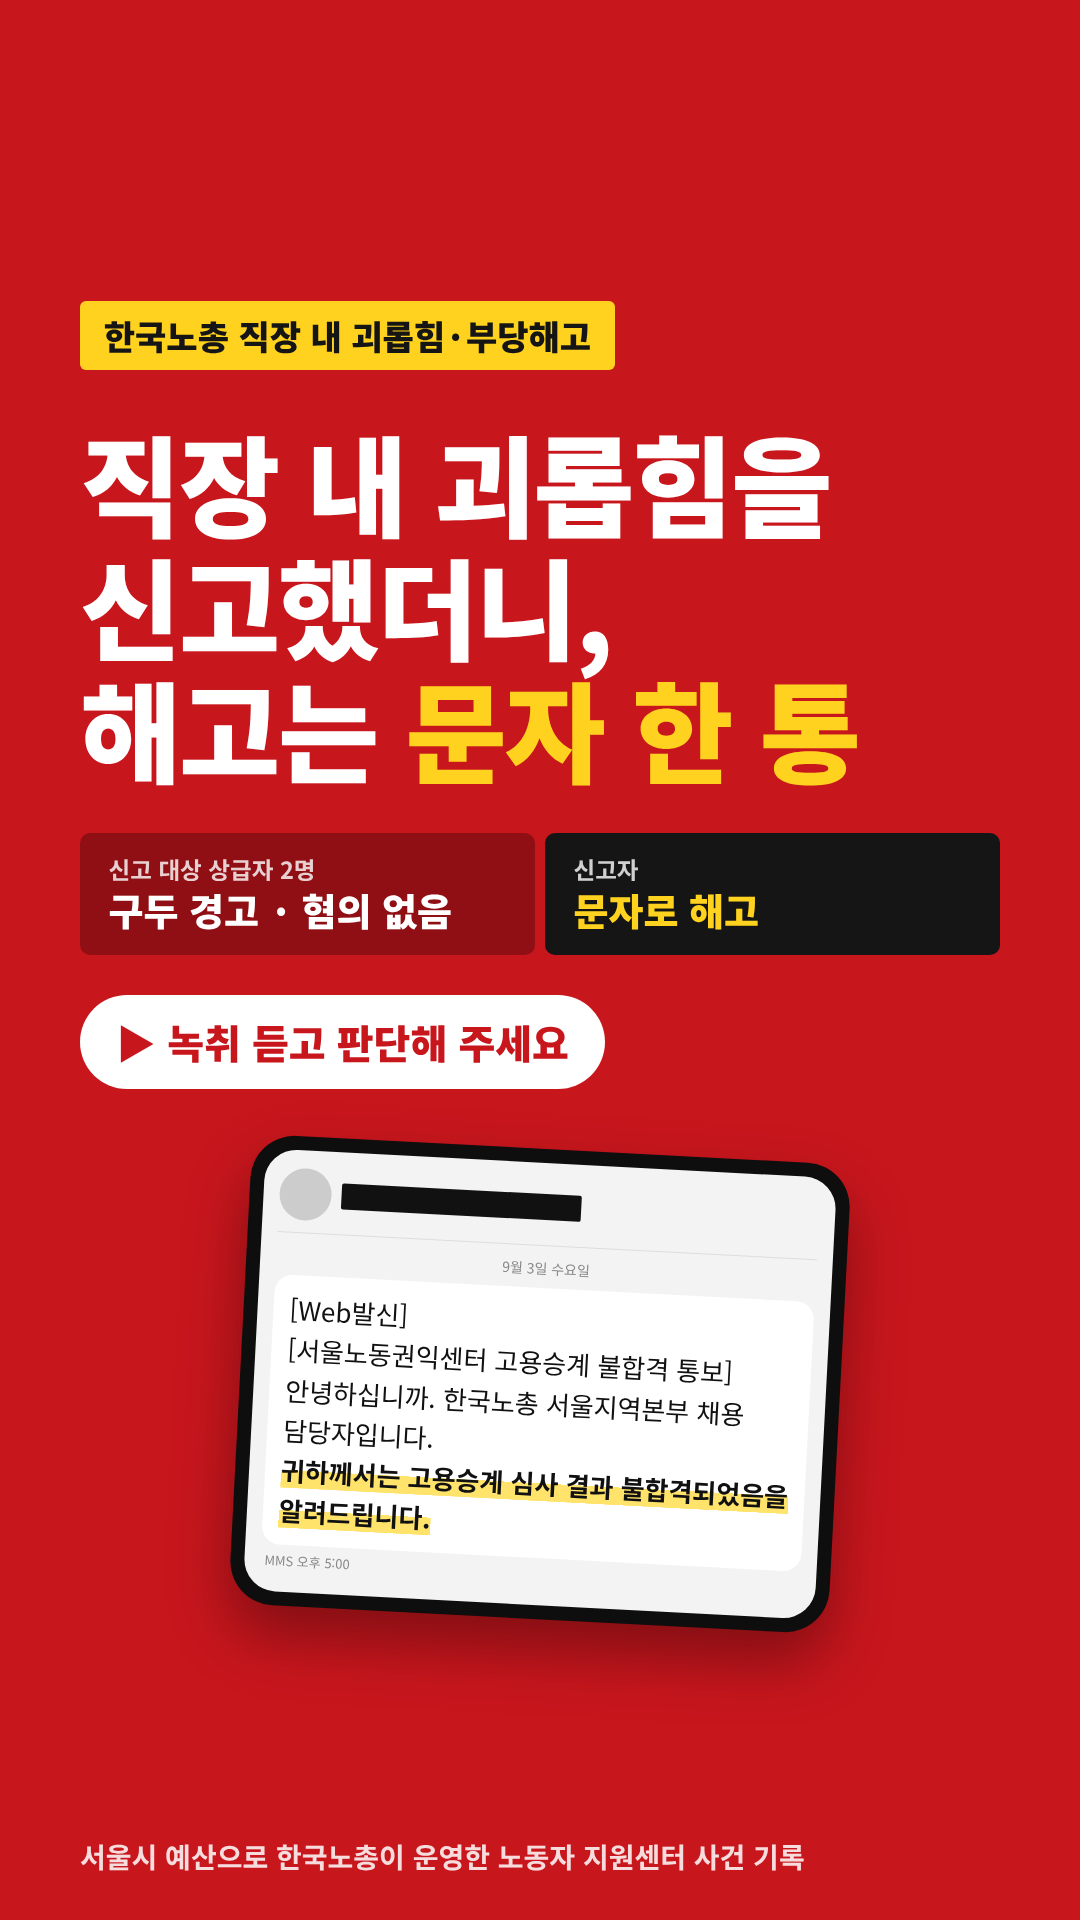 한국노총 직장 내 괴롭힘·부당해고
직장 내 괴롭힘을
신고했더니,
해고는 문자 한 통
신고 대상 상급자 2명
구두 경고 · 혐의 없음
신고자
문자로 해고
▶ 녹취 듣고 판단해 주세요
9월 3일 수요일
[Web발신]
[서울노동권익센터 고용승계 불합격 통보]
안녕하십니까. 한국노총 서울지역본부 채용
담당자입니다.
귀하께서는 고용승계 심사 결과 불합격되었음을
알려드립니다.
MMS 오후 5:00
서울시 예산으로 한국노총이 운영한 노동자 지원센터 사건 기록